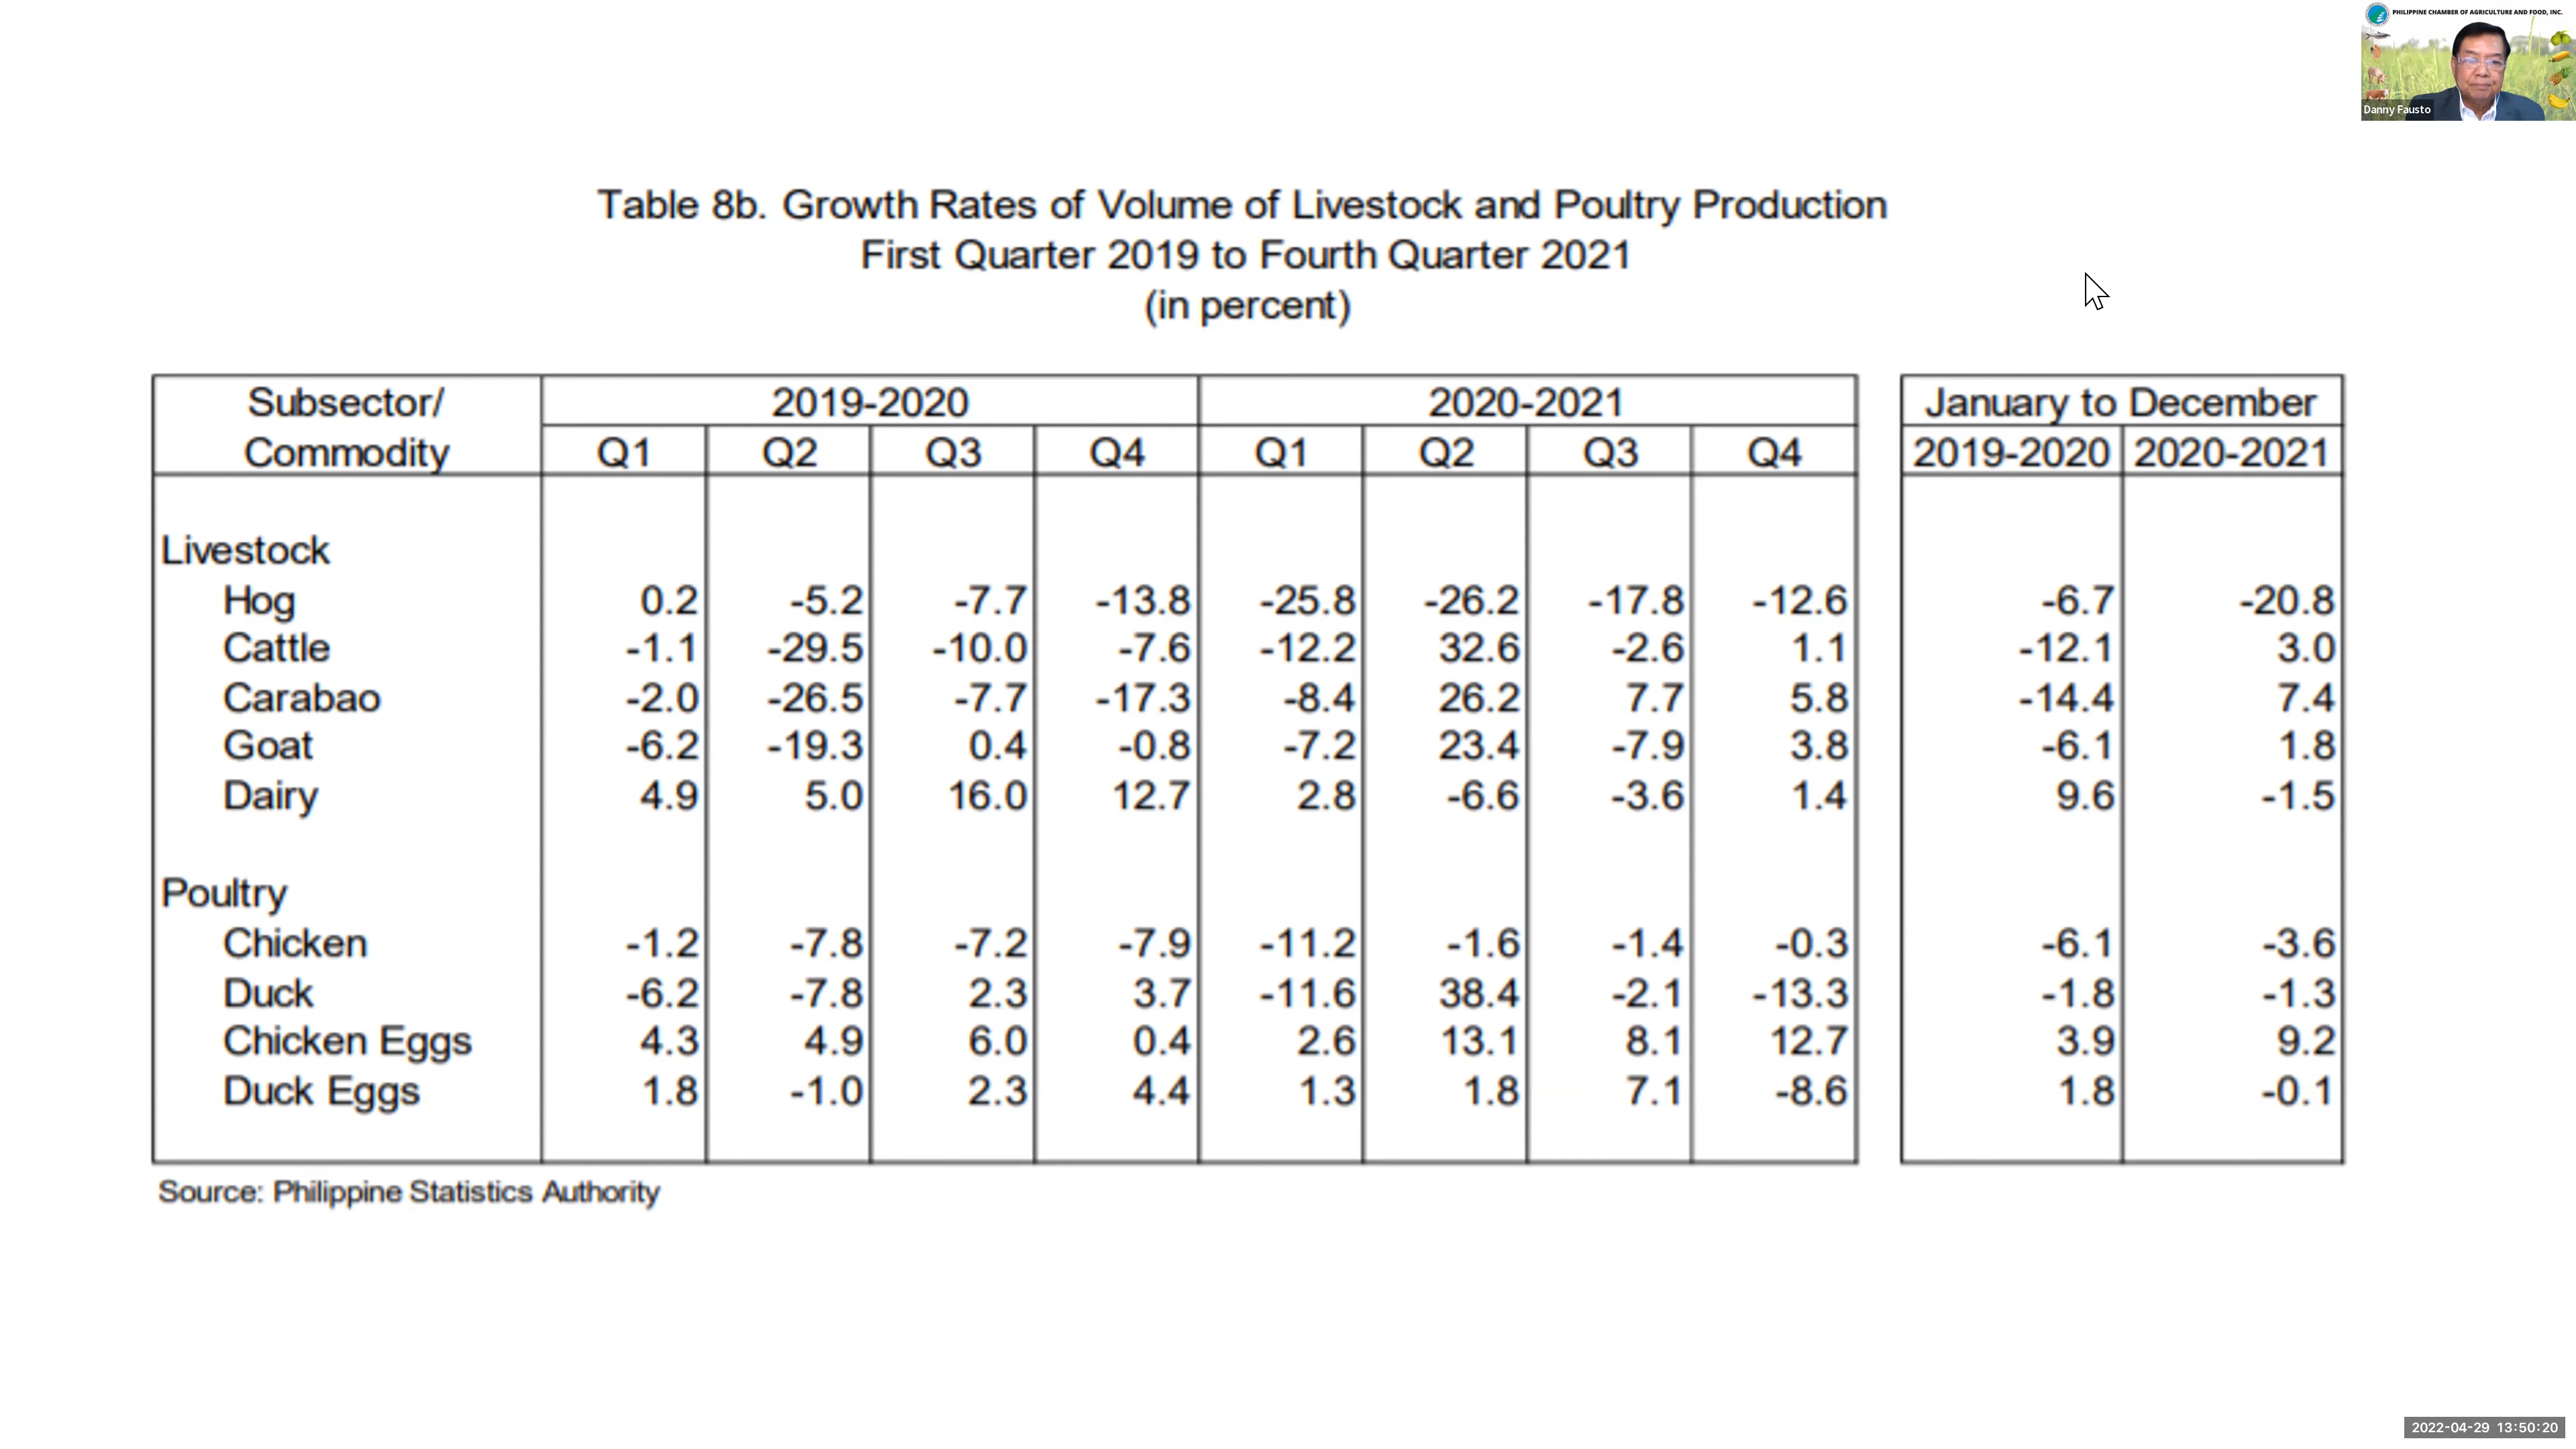 PHILIPPINE CHAMBER OF AGRICULTURE AND FOOD, INC.
Danny Fausto
Table 8b. Growth Rates of Volume of Livestock and Poultry Production
First Quarter 2019 to Fourth Quarter 2021
(in percent)
Subsector/ Commodity 2019-2020 2020-2021 January to December
Q1 Q2 Q3 Q4 Q1 Q2 Q3 Q4 2019-2020 2020-2021
Livestock
Hog 0.2 -5.2 -7.7 -13.8 -25.8 -26.2 -17.8 -12.6 -6.7 -20.8
Cattle -1.1 -29.5 -10.0 -7.6 -12.2 32.6 -2.6 1.1 -12.1 3.0
Carabao -2.0 -26.5 -7.7 -17.3 -8.4 26.2 7.7 5.8 -14.4 7.4
Goat -6.2 -19.3 0.4 -0.8 -7.2 23.4 -7.9 3.8 -6.1 1.8
Dairy 4.9 5.0 16.0 12.7 2.8 -6.6 -3.6 1.4 9.6 -1.5
Poultry
Chicken -1.2 -7.8 -7.2 -7.9 -11.2 -1.6 -1.4 -0.3 -6.1 -3.6
Duck -6.2 -7.8 2.3 3.7 -11.6 38.4 -2.1 -13.3 -1.8 -1.3
Chicken Eggs 4.3 4.9 6.0 0.4 2.6 13.1 8.1 12.7 3.9 9.2
Duck Eggs 1.8 -1.0 2.3 4.4 1.3 1.8 7.1 -8.6 1.8 -0.1
Source: Philippine Statistics Authority
2022-04-29 13:50:20